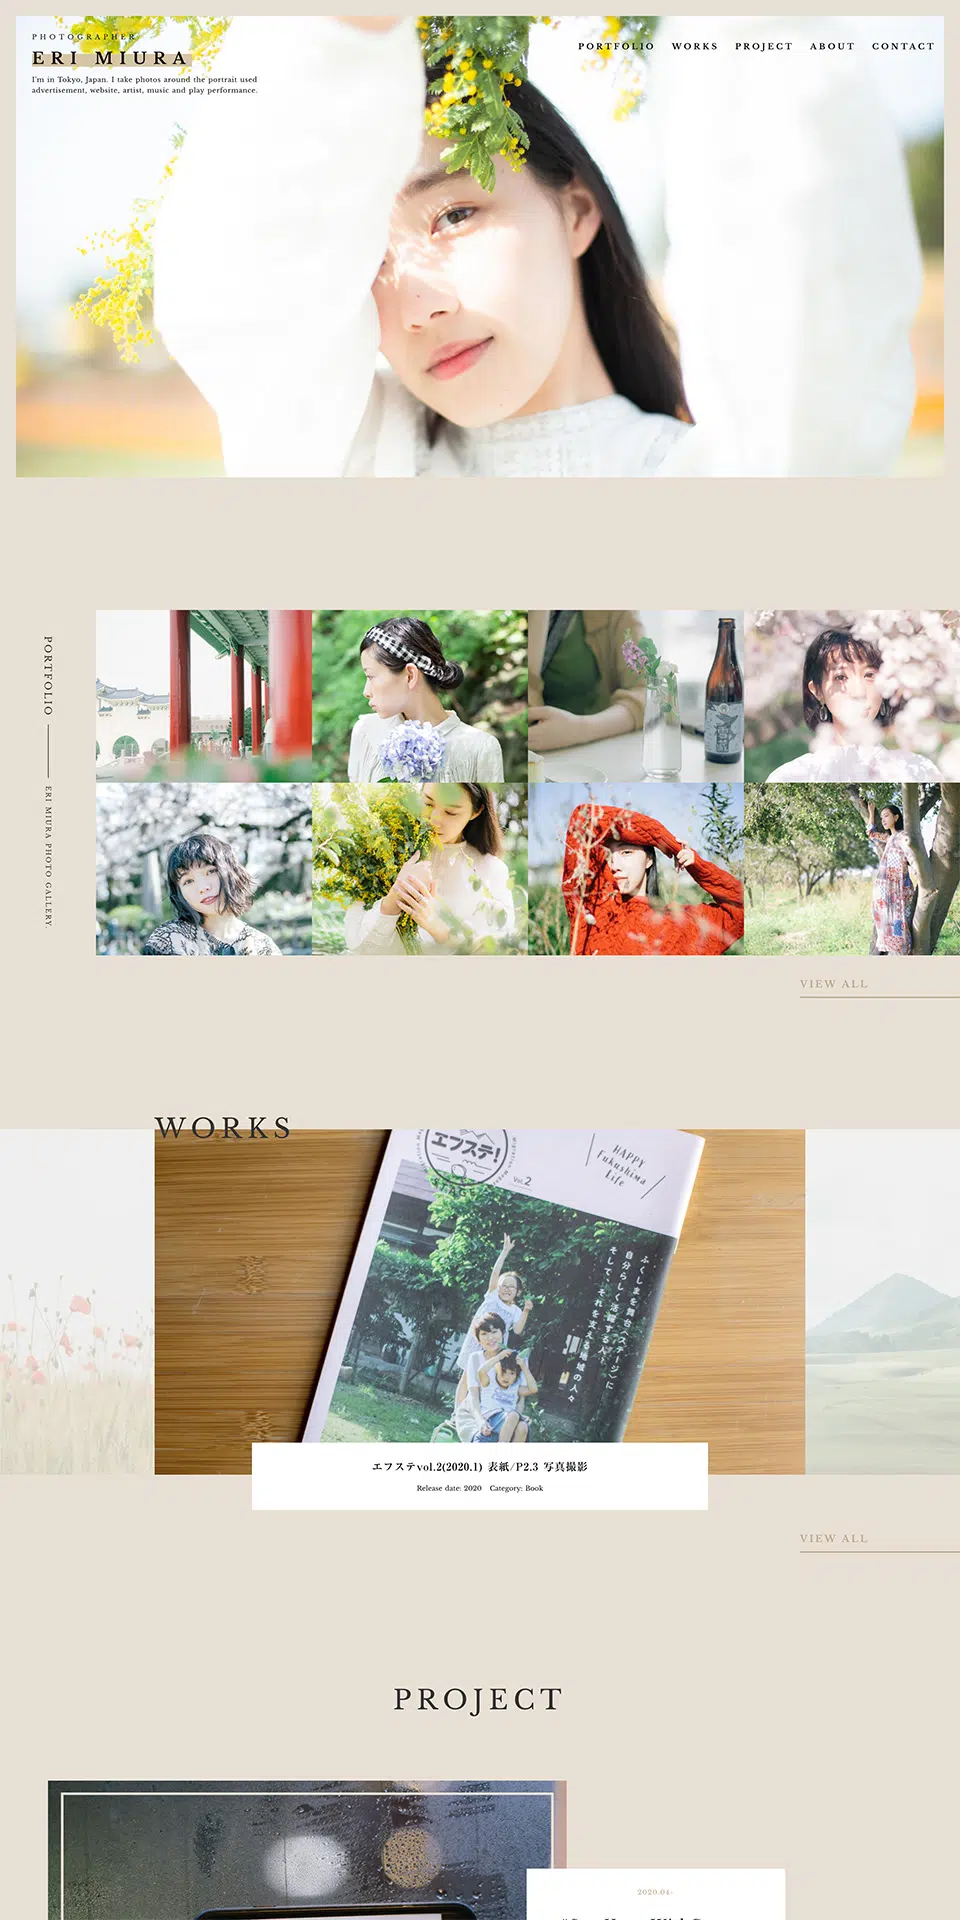 PHOTOGRAPHER
ERI MIURA
I'm in Tokyo, Japan. I take photos around the portrait used
advertisement, website, artist, music and play performance.
PORTFOLIO WORKS PROJECT ABOUT CONTACT
PORTFOLIO
ERI MIURA PHOTO GALLERY.
VIEW ALL
WORKS
エフステ!
Vol.2
HAPPY
Fukushima
Life
ふくしまを舞台〈ステージ〉に
自分らしく活躍する人、
そして、それを支える地域の人々
エフステvol.2(2020.1) 表紙/P2.3 写真撮影
Release date: 2020 Category: Book
VIEW ALL
PROJECT
2020.04-